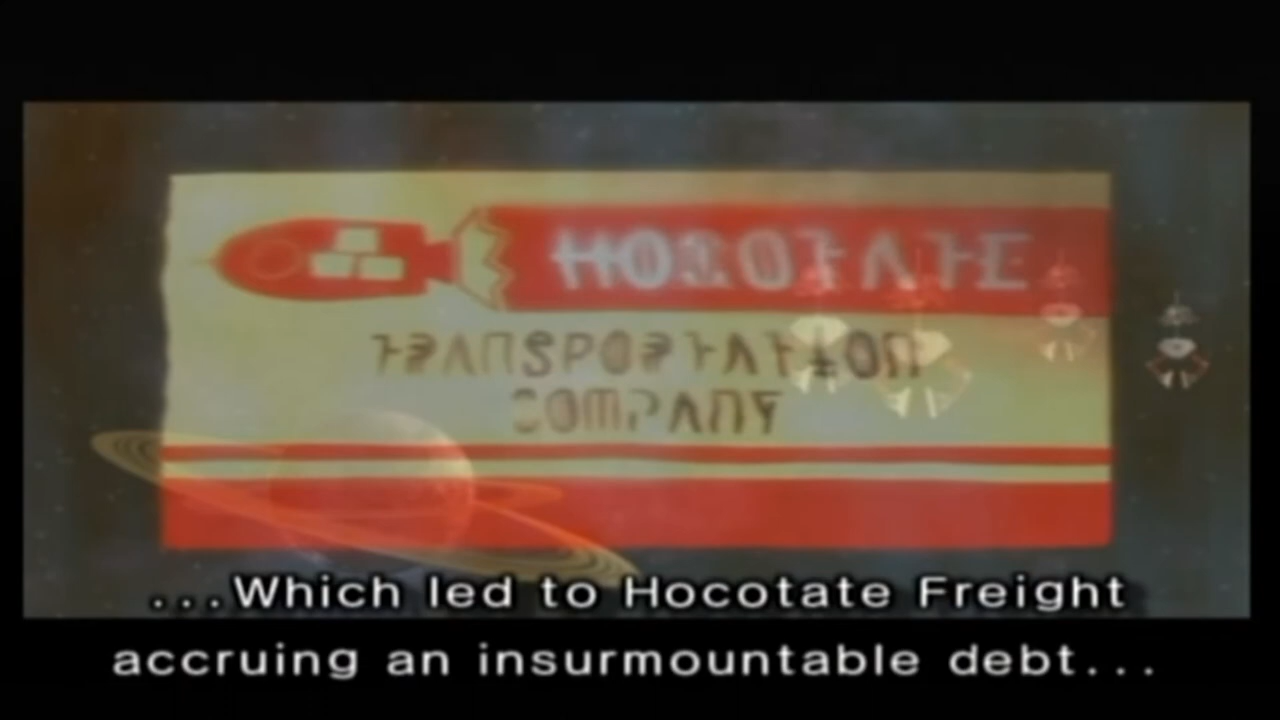 HOCOTATE
TRANSPORTATION
COMPANY
...Which led to Hocotate Freight
accruing an insurmountable debt...